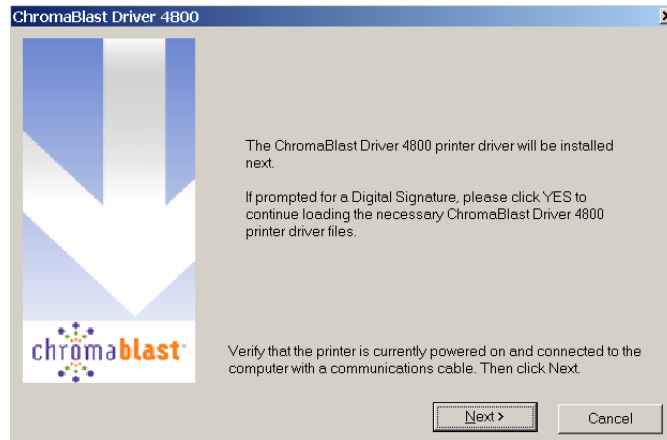 ChromaBlast Driver 4800
The ChromaBlast Driver 4800 printer driver will be installed
next.
If prompted for a Digital Signature, please click YES to
continue loading the necessary ChromaBlast Driver 4800
printer driver files.
chromablast
Verify that the printer is currently powered on and connected to the
computer with a communications cable. Then click Next.
Next >
Cancel